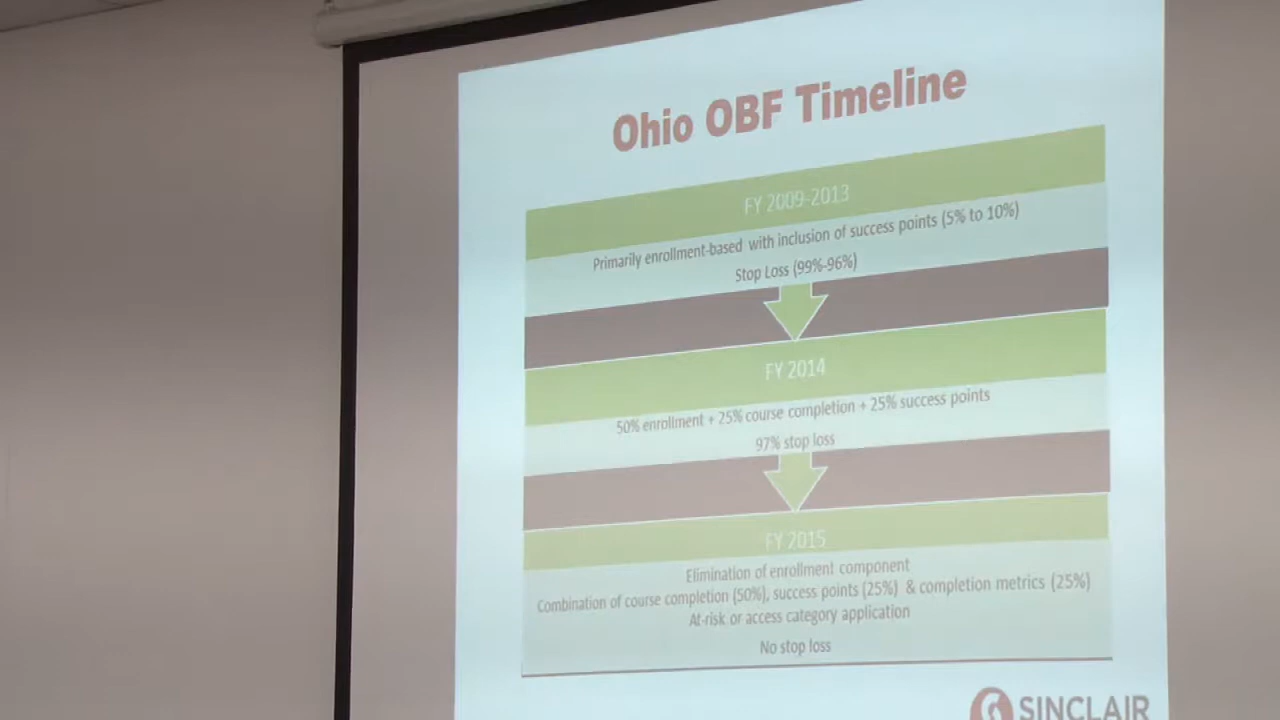 Ohio OBF Timeline
FY 2009-2013
Primarily enrollment-based with inclusion of success points (5% to 10%)
Stop Loss (99%-96%)
FY 2014
50% enrollment + 25% course completion + 25% success points
97% stop loss
FY 2015
Elimination of enrollment component
Combination of course completion (50%), success points (25%) & completion metrics (25%)
At-risk or access category application
No stop loss
SINCLAIR